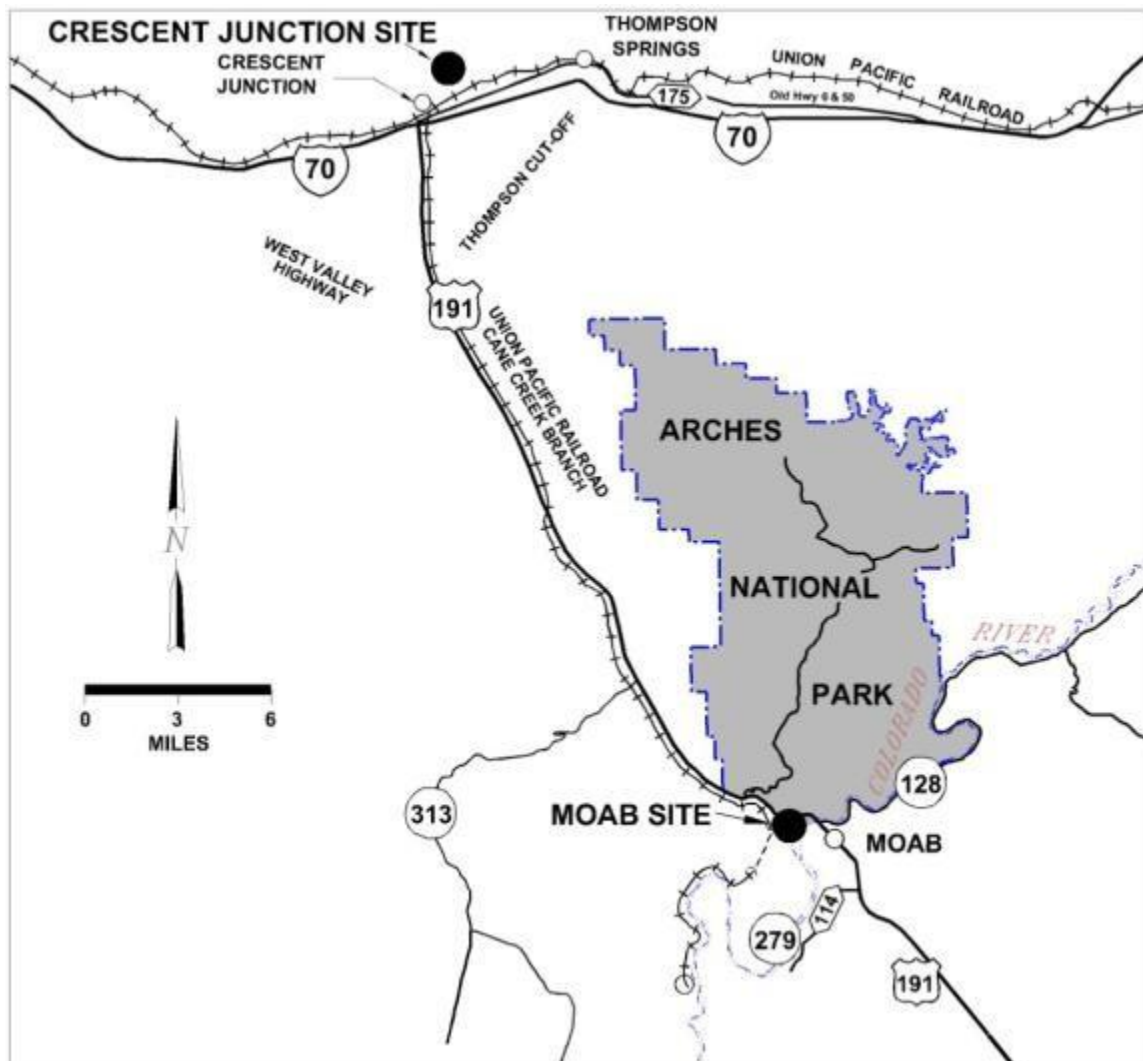 CRESCENT JUNCTION SITE
THOMPSON
SPRINGS
CRESCENT
JUNCTION
UNION PACIFIC RAILROAD
175
Old Hwy 6 & 50
70
70
THOMPSON CUT-OFF
WEST VALLEY
HIGHWAY
191
UNION PACIFIC RAILROAD
CANE CREEK BRANCH
ARCHES
N
NATIONAL
RIVER
PARK
COLORADO
0 3 6
MILES
128
313
MOAB SITE
MOAB
114
279
191